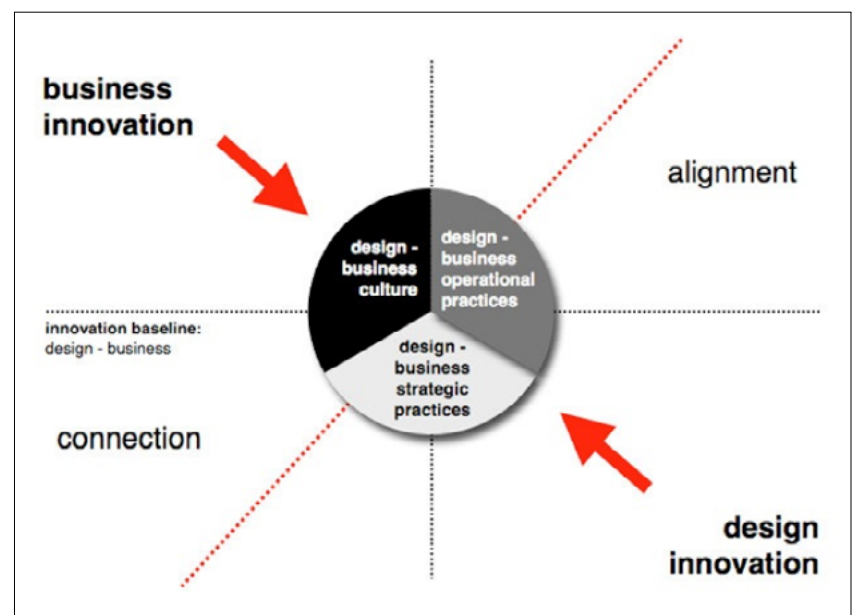 business
innovation
alignment
design -
business
culture
design -
business
operational
practices
innovation baseline:
design - business
design -
business
strategic
practices
connection
design
innovation